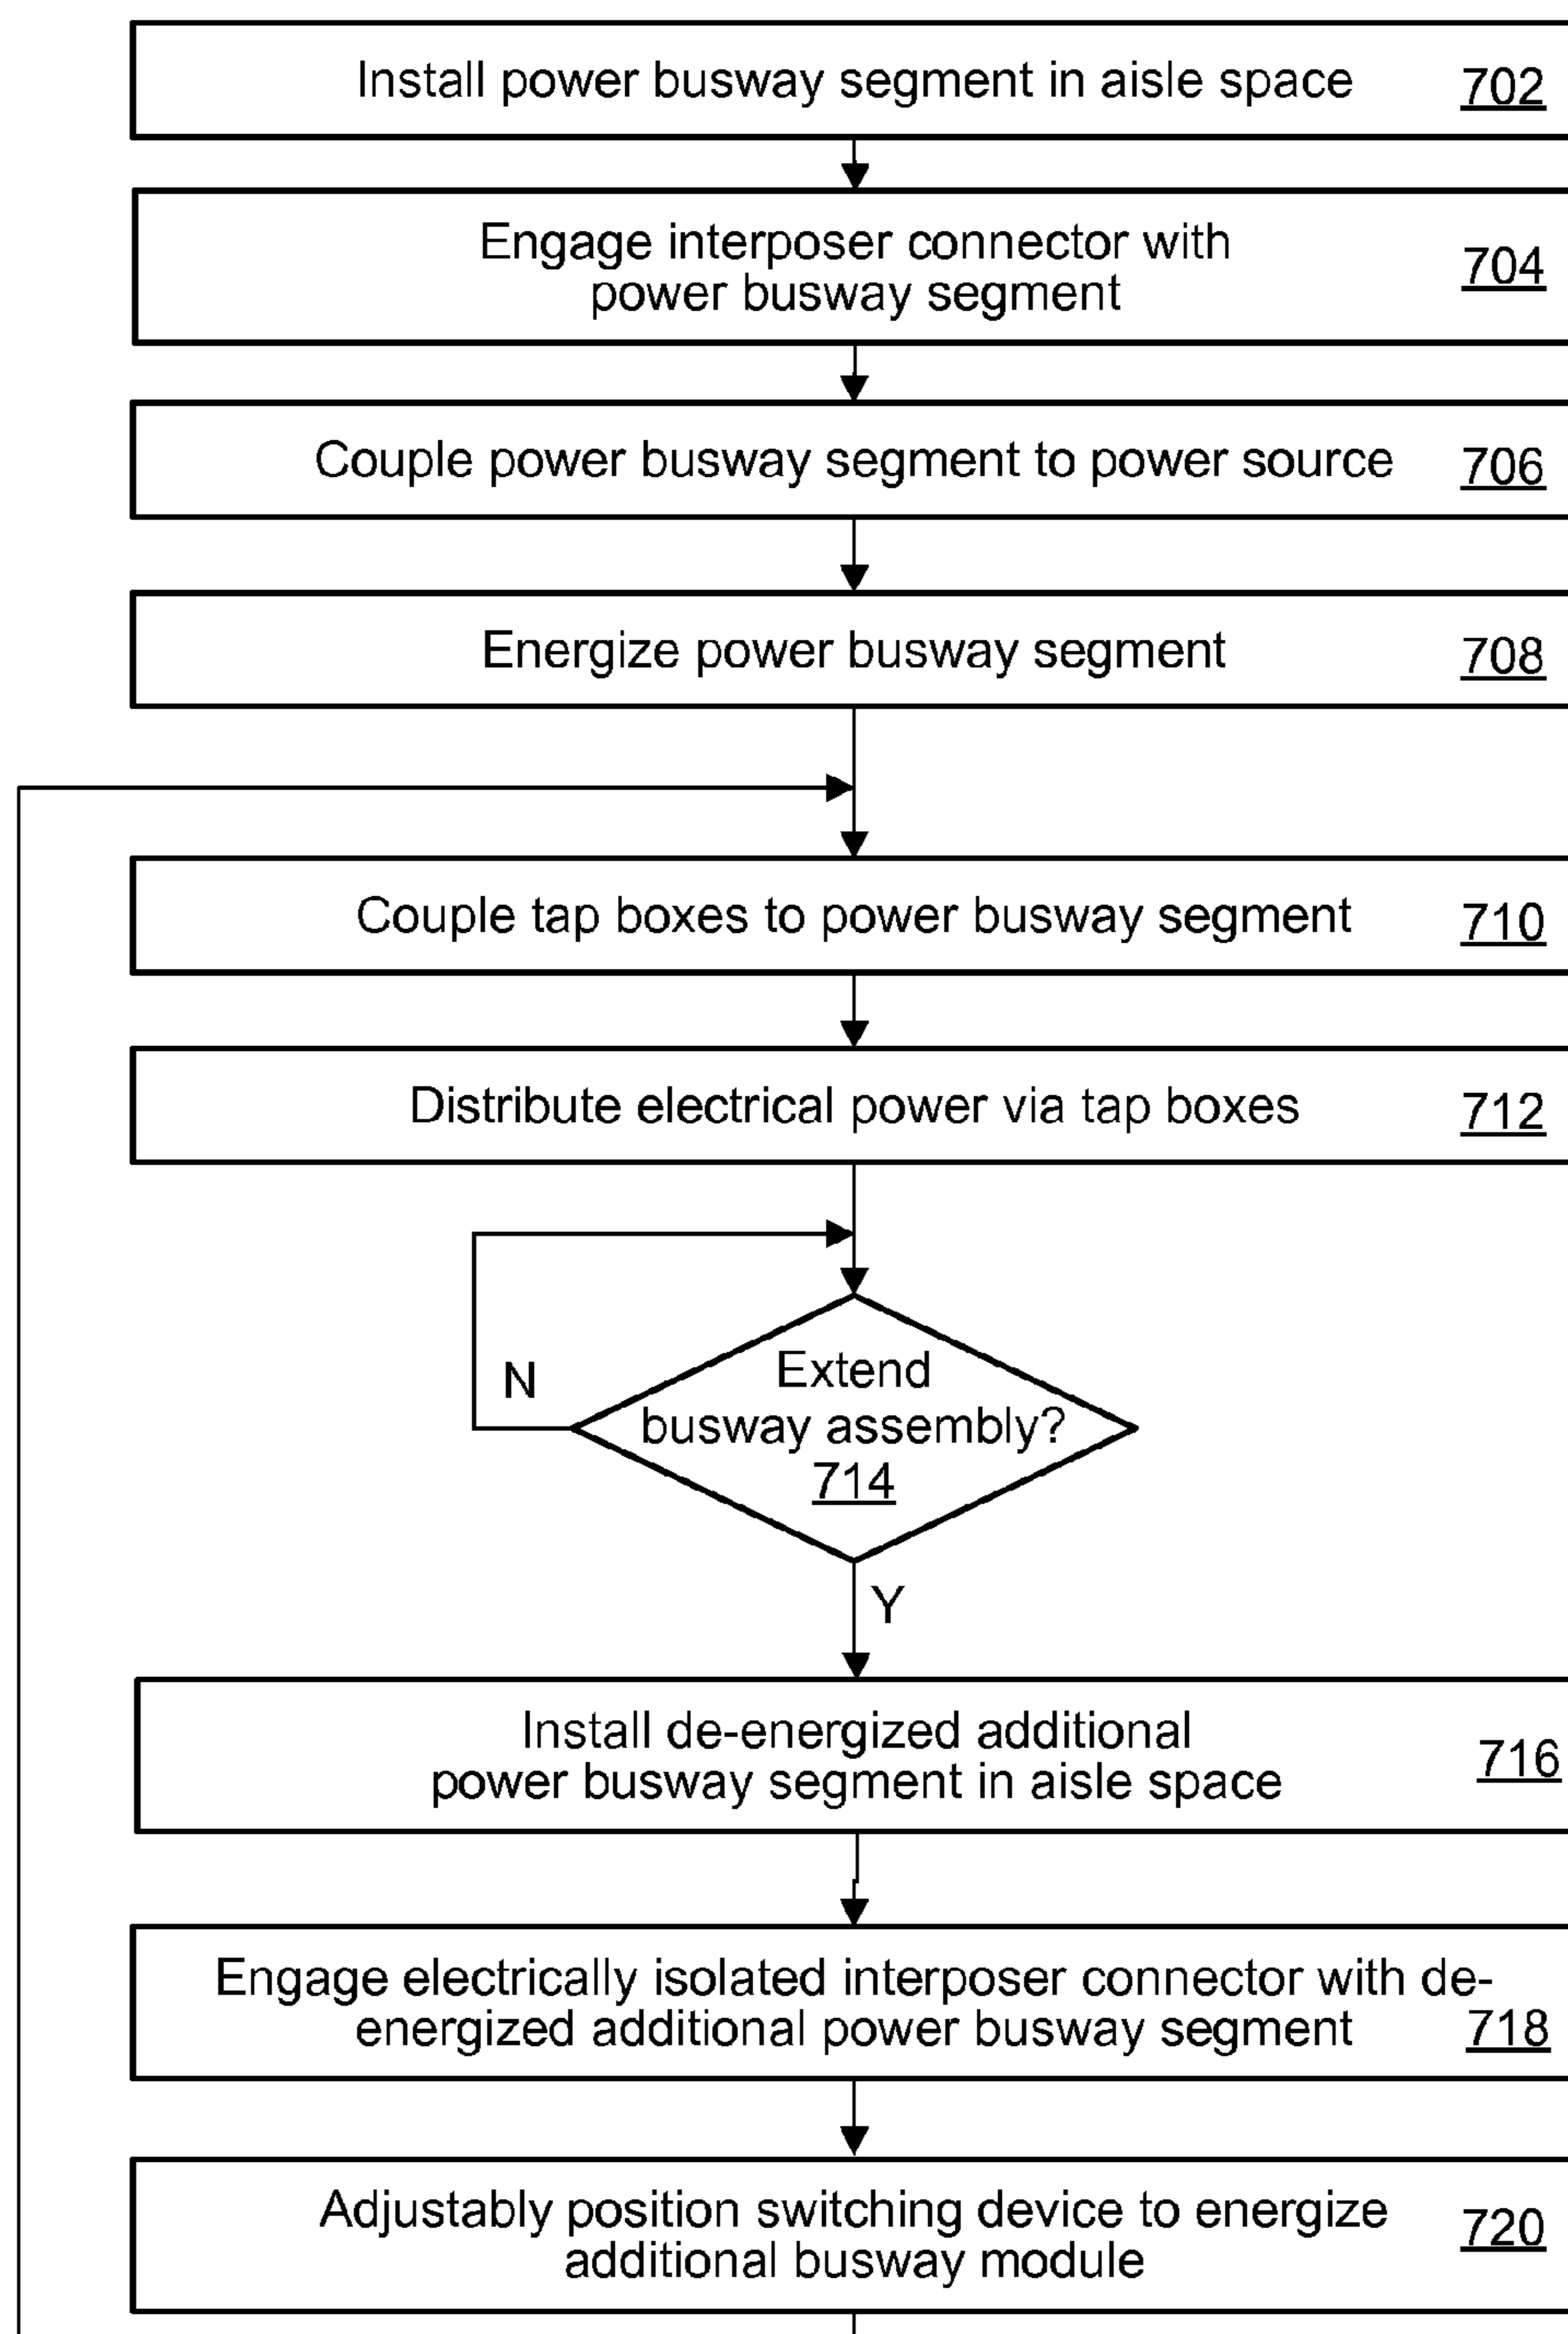 Install power busway segment in aisle space 702
Engage interposer connector with
power busway segment
704
Couple power busway segment to power source 706
Energize power busway segment 708
Couple tap boxes to power busway segment 710
Distribute electrical power via tap boxes 712
N
Extend
busway assembly?
714
Y
Install de-energized additional
power busway segment in aisle space
716
Engage electrically isolated interposer connector with de-
energized additional power busway segment 718
Adjustably position switching device to energize
additional busway module
720